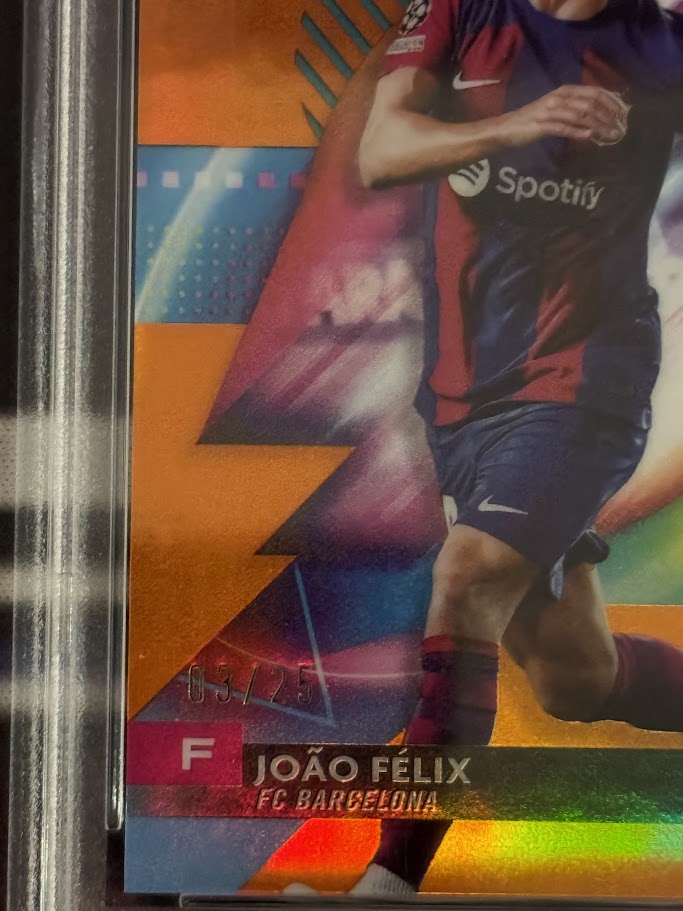 Spotify
03/25
F
JOÃO FÉLIX
FC BARCELONA